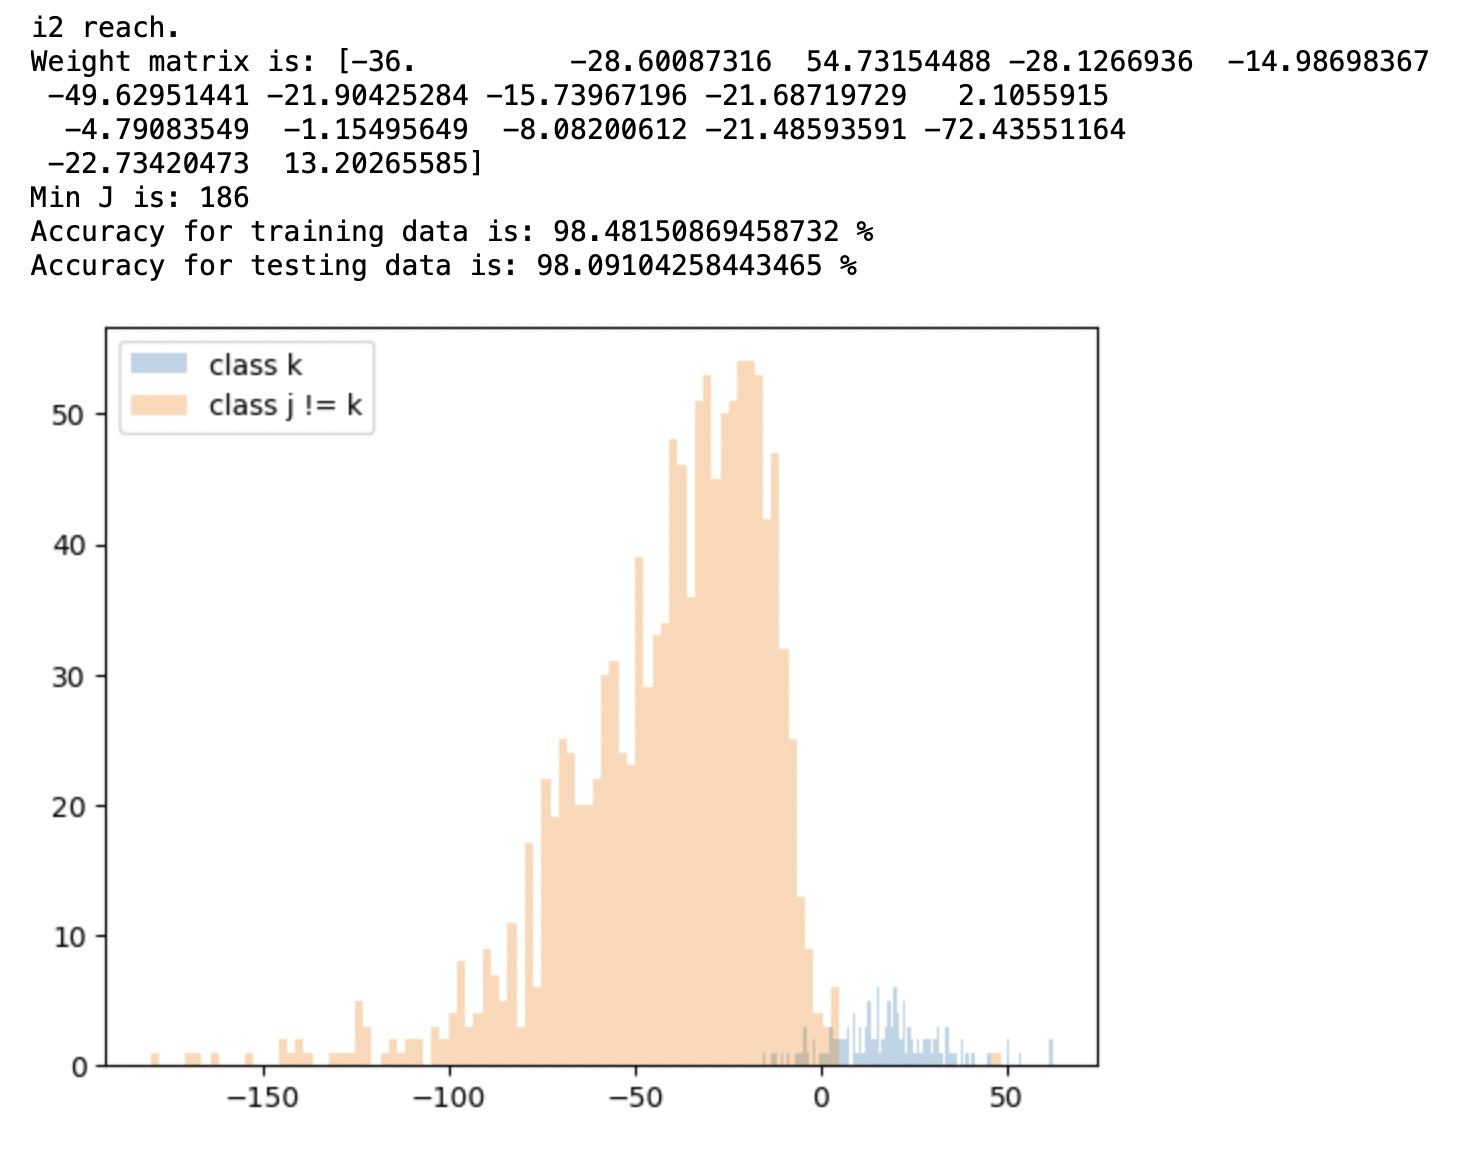 i2 reach.
Weight matrix is: [-36.         -28.60087316  54.73154488 -28.1266936  -14.98698367
 -49.62951441 -21.90425284 -15.73967196 -21.68719729   2.1055915
  -4.79083549  -1.15495649  -8.08200612 -21.48593591 -72.43551164
 -22.73420473  13.20265585]
Min J is: 186
Accuracy for training data is: 98.48150869458732 %
Accuracy for testing data is: 98.09104258443465 %
class k
class j != k
50
40
30
20
10
0
−150 −100 −50 0 50